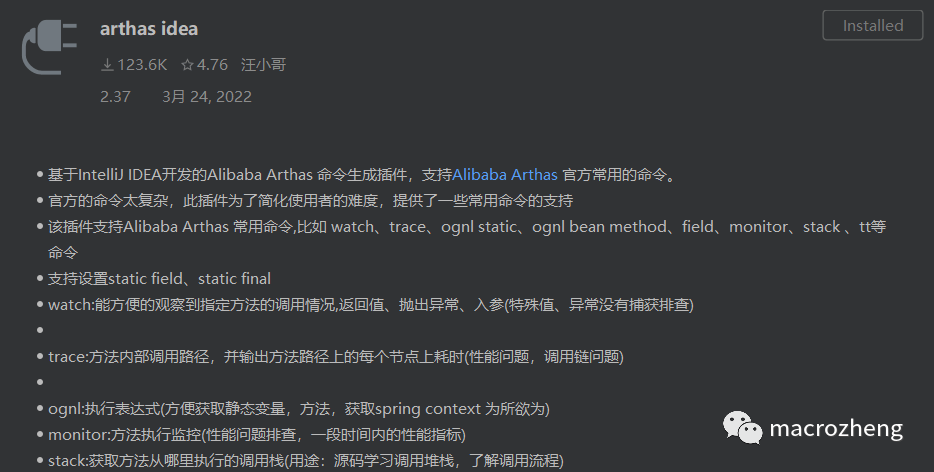 arthas idea
Installed
123.6K 4.76 汪小哥
2.37 3月 24, 2022
基于IntelliJ IDEA开发的Alibaba Arthas 命令生成插件，支持Alibaba Arthas 官方常用的命令。
官方的命令太复杂，此插件为了简化使用者的难度，提供了一些常用命令的支持
该插件支持Alibaba Arthas 常用命令,比如 watch、trace、ognl static、ognl bean method、field、monitor、stack 、tt等
命令
支持设置static field、static final
watch:能方便的观察到指定方法的调用情况,返回值、抛出异常、入参(特殊值、异常没有捕获排查)
trace:方法内部调用路径，并输出方法路径上的每个节点上耗时(性能问题，调用链问题)
ognl:执行表达式(方便获取静态变量，方法，获取spring context 为所欲为)
monitor:方法执行监控(性能问题排查，一段时间内的性能指标)
stack:获取方法从哪里执行的调用栈(用途：源码学习调用堆栈，了解调用流程)
macrozheng